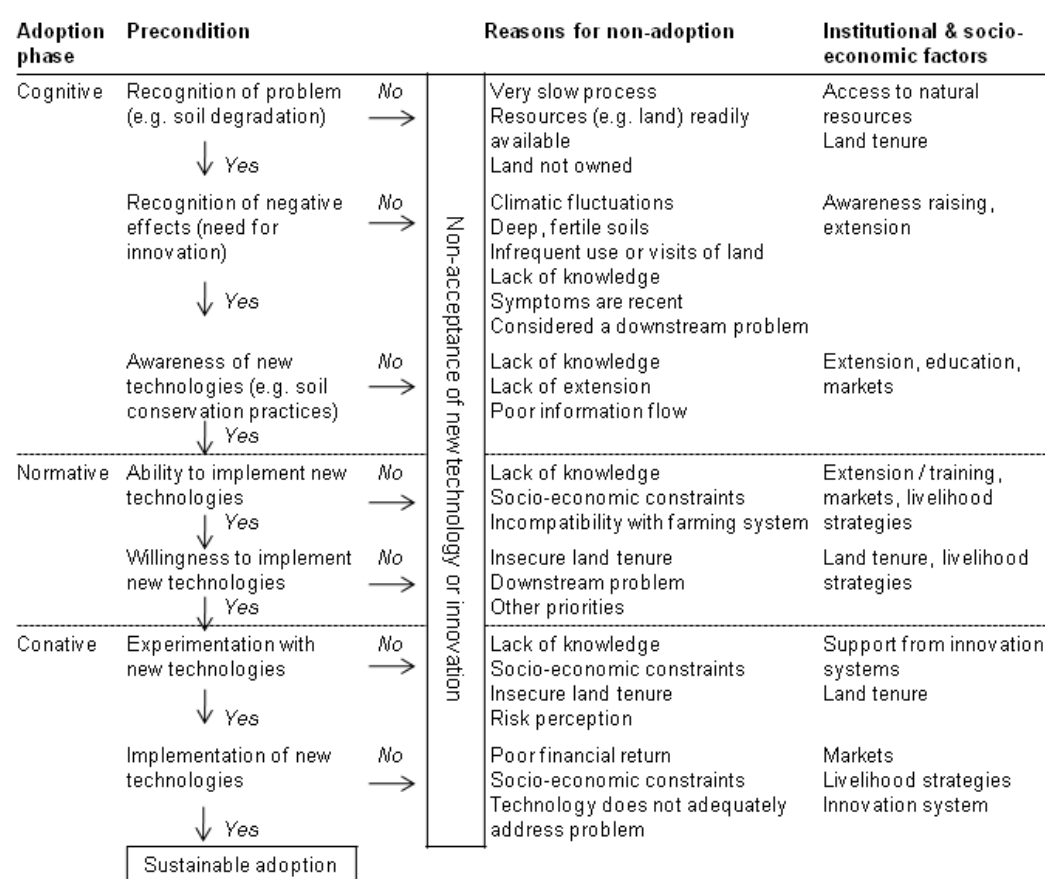 Adoption phase Precondition Reasons for non-adoption Institutional & socio-economic factors
Cognitive
Recognition of problem
(e.g. soil degradation)
No
Yes
Very slow process
Resources (e.g. land) readily
available
Land not owned
Access to natural
resources
Land tenure
Recognition of negative
effects (need for
innovation)
No
Yes
Climatic fluctuations
Deep, fertile soils
Infrequent use or visits of land
Lack of knowledge
Symptoms are recent
Considered a downstream problem
Awareness raising,
extension
Awareness of new
technologies (e.g. soil
conservation practices)
No
Yes
Lack of knowledge
Lack of extension
Poor information flow
Extension, education,
markets
Normative
Ability to implement new
technologies
No
Yes
Lack of knowledge
Socio-economic constraints
Incompatibility with farming system
Extension / training,
markets, livelihood
strategies
Willingness to implement
new technologies
No
Yes
Insecure land tenure
Downstream problem
Other priorities
Land tenure, livelihood
strategies
Conative
Experimentation with
new technologies
No
Yes
Lack of knowledge
Socio-economic constraints
Insecure land tenure
Risk perception
Support from innovation
systems
Land tenure
Implementation of new
technologies
No
Yes
Poor financial return
Socio-economic constraints
Technology does not adequately
address problem
Markets
Livelihood strategies
Innovation system
Sustainable adoption
Non-acceptance of new technology or innovation